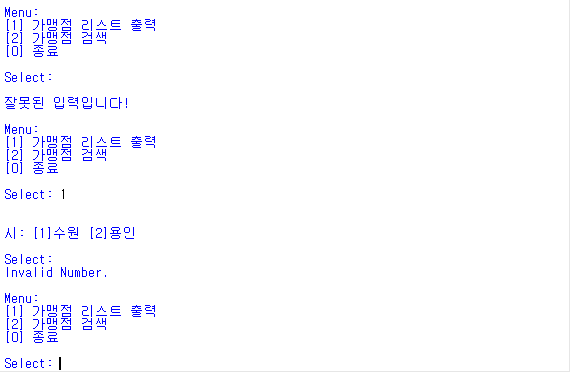 Menu:
[1] 가맹점 리스트 출력
[2] 가맹점 검색
[0] 종료
Select:
잘못된 입력입니다!
Menu:
[1] 가맹점 리스트 출력
[2] 가맹점 검색
[0] 종료
Select: 1
시: [1]수원 [2]용인
Select:
Invalid Number.
Menu:
[1] 가맹점 리스트 출력
[2] 가맹점 검색
[0] 종료
Select: